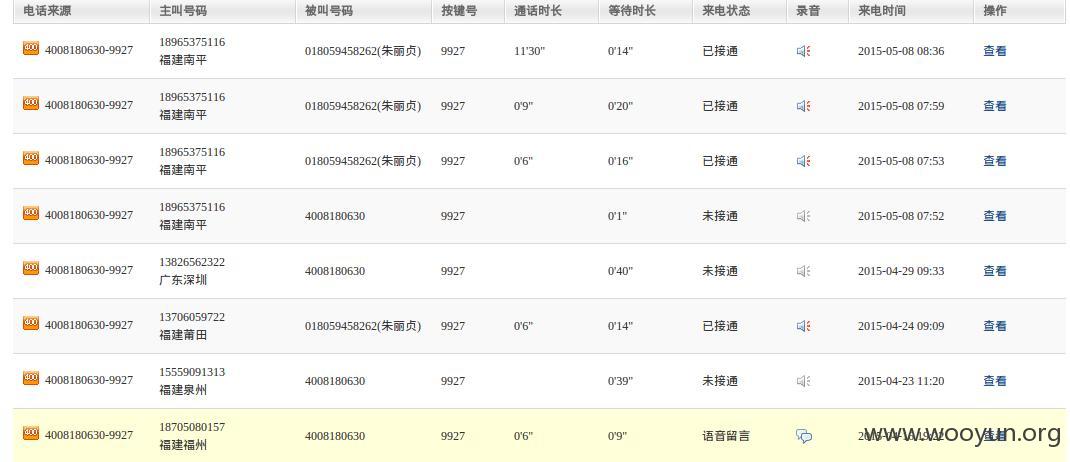 电话来源 主叫号码 被叫号码 按键号 通话时长 等待时长 来电状态 录音 来电时间 操作
400 4008180630-9927 18965375116 018059458262(朱丽贞) 9927 11'30" 0'14" 已接通 2015-05-08 08:36 查看
福建南平
400 4008180630-9927 18965375116 018059458262(朱丽贞) 9927 0'9" 0'20" 已接通 2015-05-08 07:59 查看
福建南平
400 4008180630-9927 18965375116 018059458262(朱丽贞) 9927 0'6" 0'16" 已接通 2015-05-08 07:53 查看
福建南平
400 4008180630-9927 18965375116 4008180630 9927 0'1" 未接通 2015-05-08 07:52 查看
福建南平
400 4008180630-9927 13826562322 4008180630 9927 0'40" 未接通 2015-04-29 09:33 查看
广东深圳
400 4008180630-9927 13706059722 018059458262(朱丽贞) 9927 0'6" 0'14" 已接通 2015-04-24 09:09 查看
福建莆田
400 4008180630-9927 15559091313 4008180630 9927 0'39" 未接通 2015-04-23 11:20 查看
福建泉州
400 4008180630-9927 18705080157 4008180630 9927 0'6" 0'9" 语音留言 查看
福建福州
www.wooyun.org